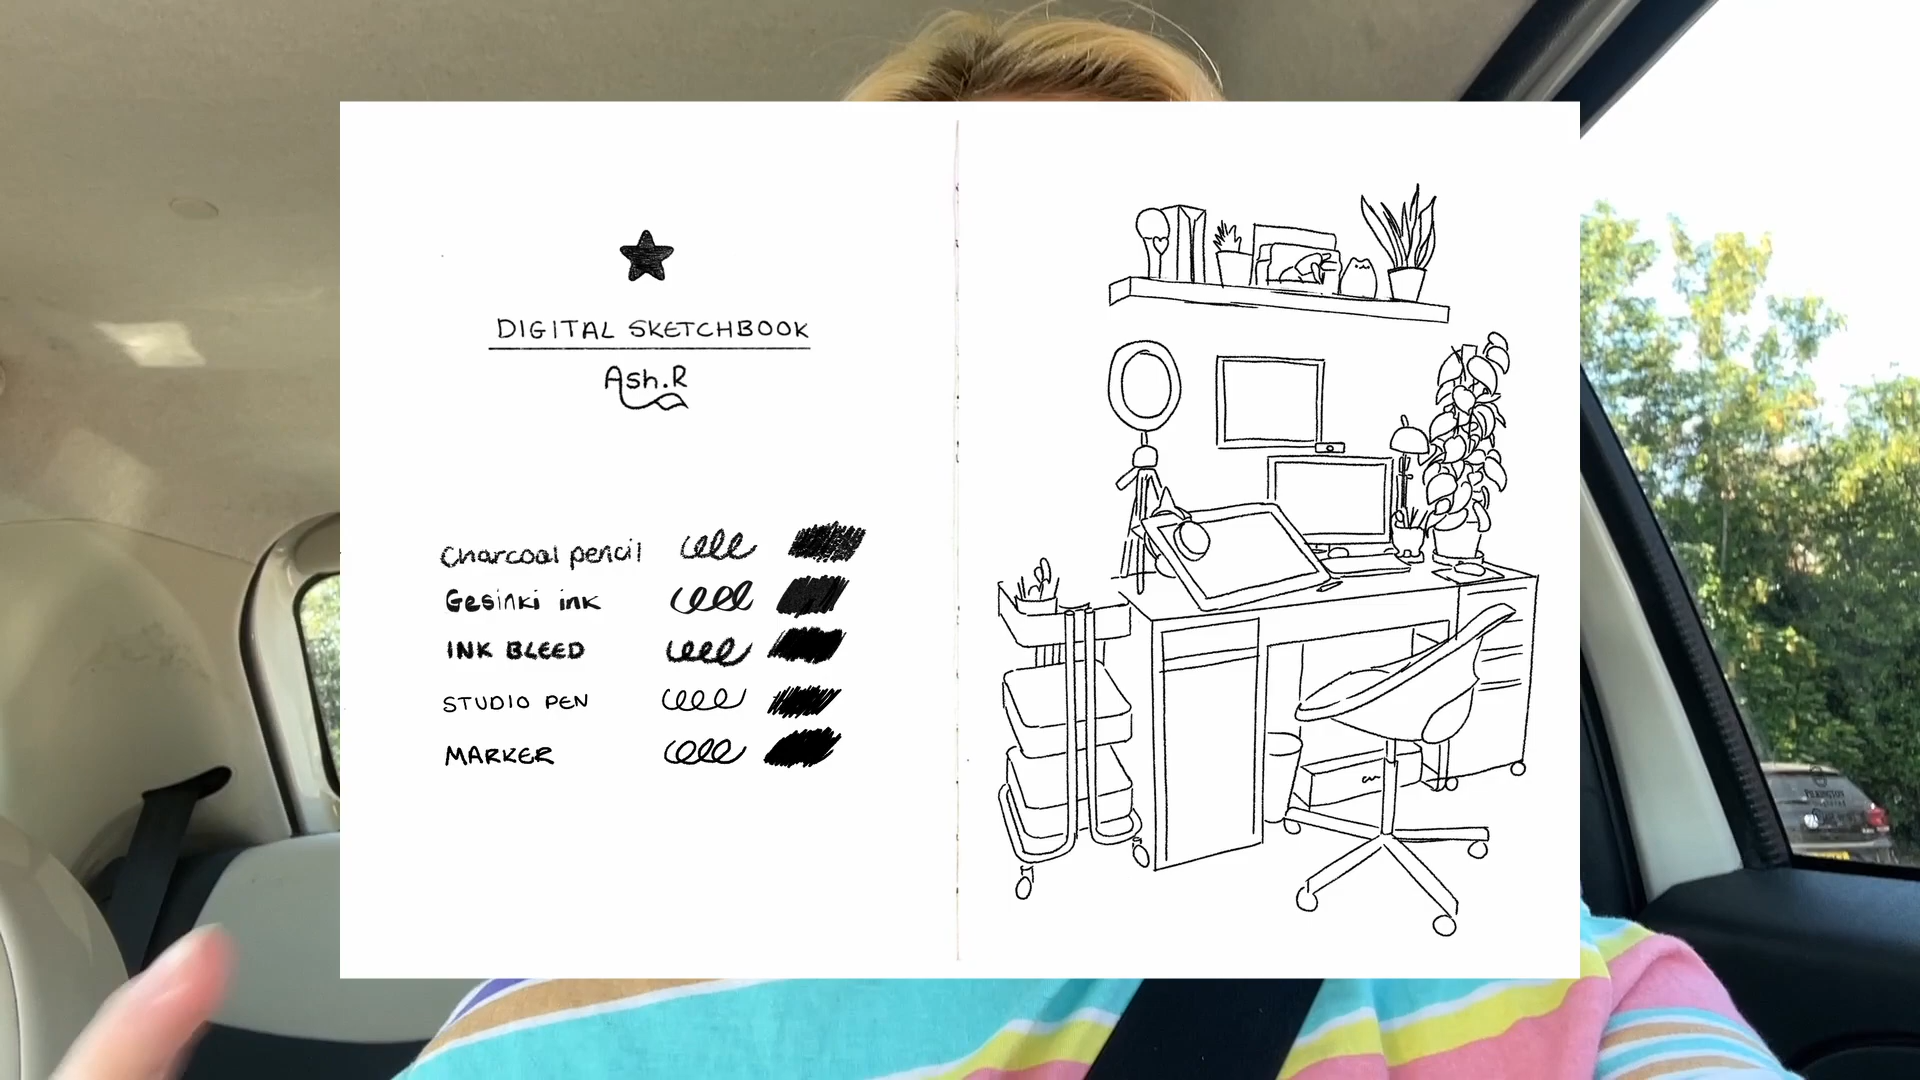 DIGITAL SKETCHBOOK
Ash.R
Charcoal pencil
Gesinki ink
INK BLEED
STUDIO PEN
MARKER